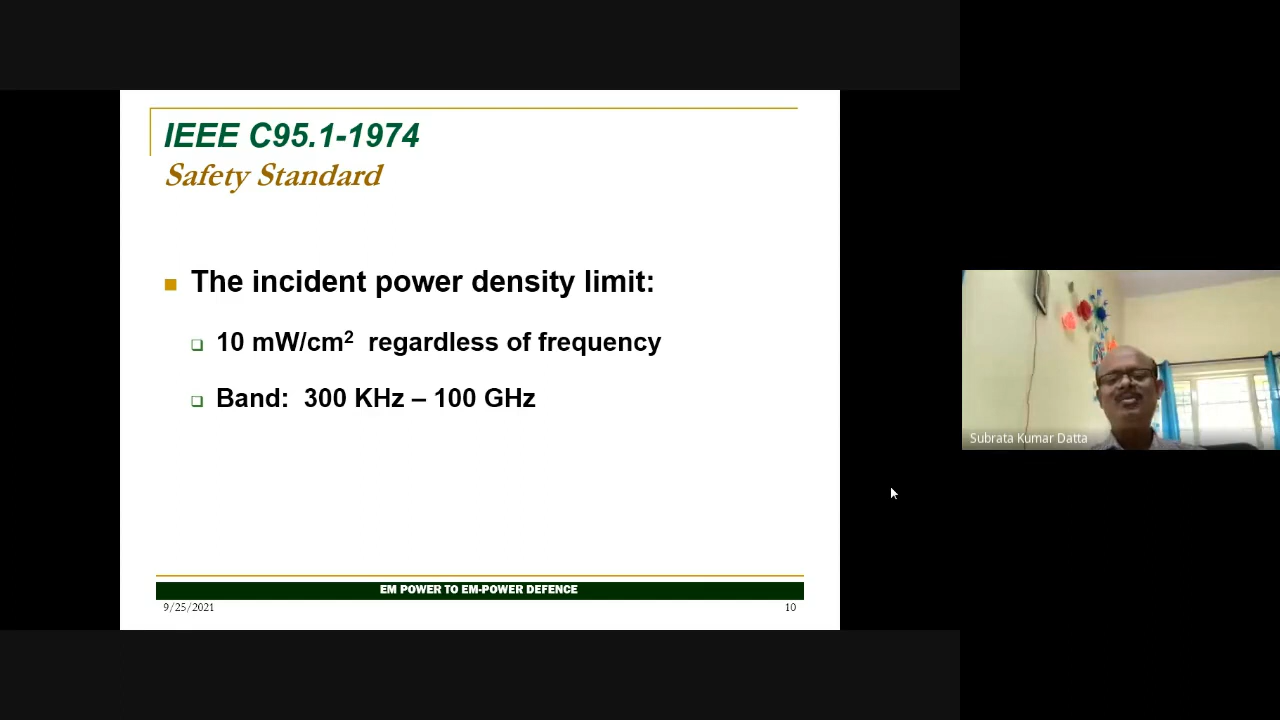 IEEE C95.1-1974
Safety Standard
■ The incident power density limit:
❑ 10 mW/cm² regardless of frequency
❑ Band: 300 KHz – 100 GHz
EM POWER TO EM-POWER DEFENCE
9/25/2021
10
Subrata Kumar Datta